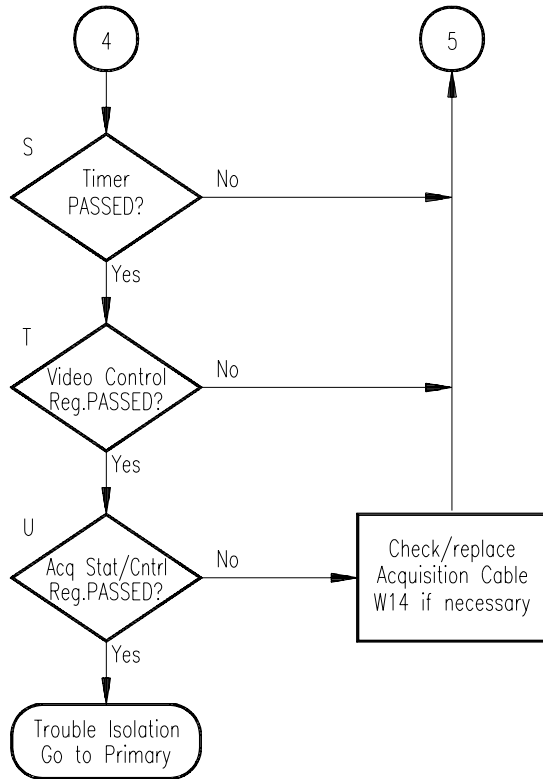 4
5
S
Timer
PASSED?
No
Yes
T
Video Control
Reg.PASSED?
No
Yes
U
Acq Stat/Cntrl
Reg.PASSED?
No
Check/replace
Acquisition Cable
W14 if necessary
Yes
Trouble Isolation
Go to Primary